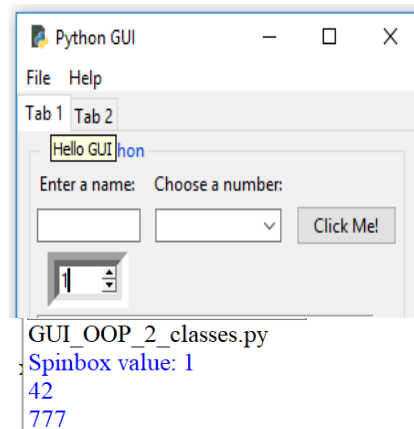 Python GUI
File Help
Tab 1 Tab 2
Hello GUI hon
Enter a name: Choose a number:
Click Me!
1
GUI_OOP_2_classes.py
Spinbox value: 1
42
777